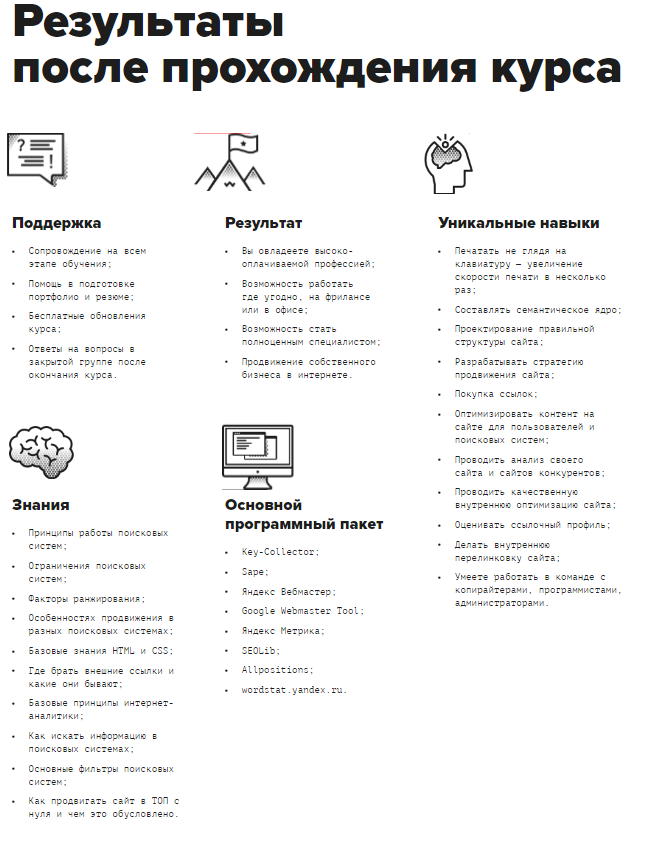 Результаты
после прохождения курса
? !
Поддержка
• Сопровождение на всем
этапе обучения;
• Помощь в подготовке
портфолио и резюме;
• Бесплатные обновления
курса;
• Ответы на вопросы в
закрытой группе после
окончания курса.
Результат
• Вы овладеете высоко-
оплачиваемой профессией;
• Возможность работать
где угодно, на фрилансе
или в офисе;
• Возможность стать
полноценным специалистом;
• Продвижение собственного
бизнеса в интернете.
Уникальные навыки
• Печатать не глядя на
клавиатуру – увеличение
скорости печати в несколько
раз;
• Составлять семантическое ядро;
• Проектирование правильной
структуры сайта;
• Разрабатывать стратегию
продвижения сайта;
• Покупка ссылок;
• Оптимизировать контент на
сайте для пользователей и
поисковых систем;
• Проводить анализ своего
сайта и сайтов конкурентов;
• Проводить качественную
внутреннюю оптимизацию сайта;
• Оценивать ссылочный профиль;
• Делать внутреннюю
перелинковку сайта;
• Умеете работать в команде с
копирайтерами, программистами,
администраторами.
Знания
• Принципы работы поисковых
систем;
• Ограничения поисковых
систем;
• Факторы ранжирования;
• Особенностях продвижения в
разных поисковых системах;
• Базовые знания HTML и CSS;
• Где брать внешние ссылки и
какие они бывают;
• Базовые принципы интернет-
аналитики;
• Как искать информацию в
поисковых системах;
• Основные фильтры поисковых
систем;
• Как продвигать сайт в ТОП с
нуля и чем это обусловлено.
Основной
программный пакет
• Key-Collector;
• Sape;
• Яндекс Вебмастер;
• Google Webmaster Tool;
• Яндекс Метрика;
• SEOLib;
• Allpositions;
• wordstat.yandex.ru.